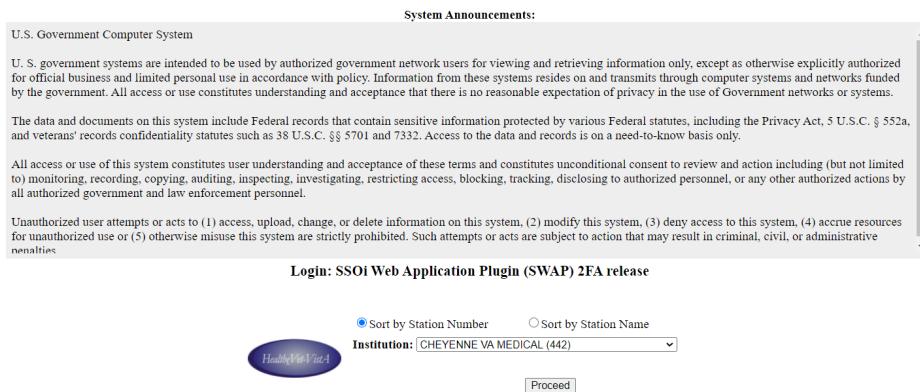 System Announcements:
U.S. Government Computer System
U. S. government systems are intended to be used by authorized government network users for viewing and retrieving information only, except as otherwise explicitly authorized
for official business and limited personal use in accordance with policy. Information from these systems resides on and transmits through computer systems and networks funded
by the government. All access or use constitutes understanding and acceptance that there is no reasonable expectation of privacy in the use of Government networks or systems.
The data and documents on this system include Federal records that contain sensitive information protected by various Federal statutes, including the Privacy Act, 5 U.S.C. § 552a,
and veterans' records confidentiality statutes such as 38 U.S.C. §§ 5701 and 7332. Access to the data and records is on a need-to-know basis only.
All access or use of this system constitutes user understanding and acceptance of these terms and constitutes unconditional consent to review and action including (but not limited
to) monitoring, recording, copying, auditing, inspecting, investigating, restricting access, blocking, tracking, disclosing to authorized personnel, or any other authorized actions by
all authorized government and law enforcement personnel.
Unauthorized user attempts or acts to (1) access, upload, change, or delete information on this system, (2) modify this system, (3) deny access to this system, (4) accrue resources
for unauthorized use or (5) otherwise misuse this system are strictly prohibited. Such attempts or acts are subject to action that may result in criminal, civil, or administrative
penalties
Login: SSOi Web Application Plugin (SWAP) 2FA release
Sort by Station Number Sort by Station Name
Institution: CHEYENNE VA MEDICAL (442)
HealtheVet-VistA
Proceed